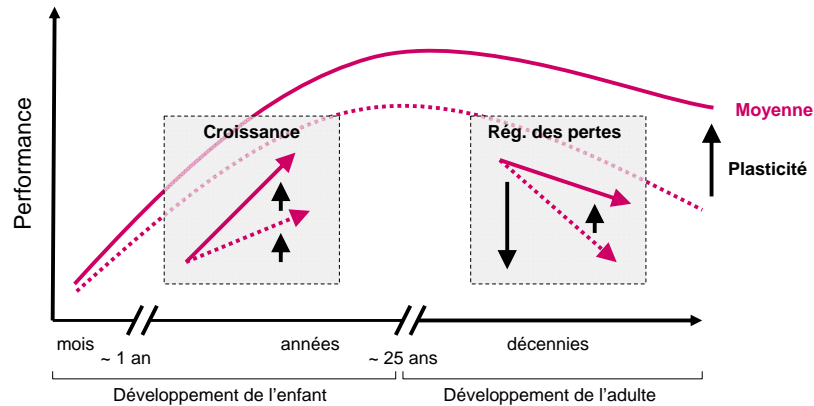 Performance
Croissance
Rég. des pertes
Moyenne
Plasticité
mois
~ 1 an
années
~ 25 ans
décennies
Développement de l’enfant
Développement de l’adulte